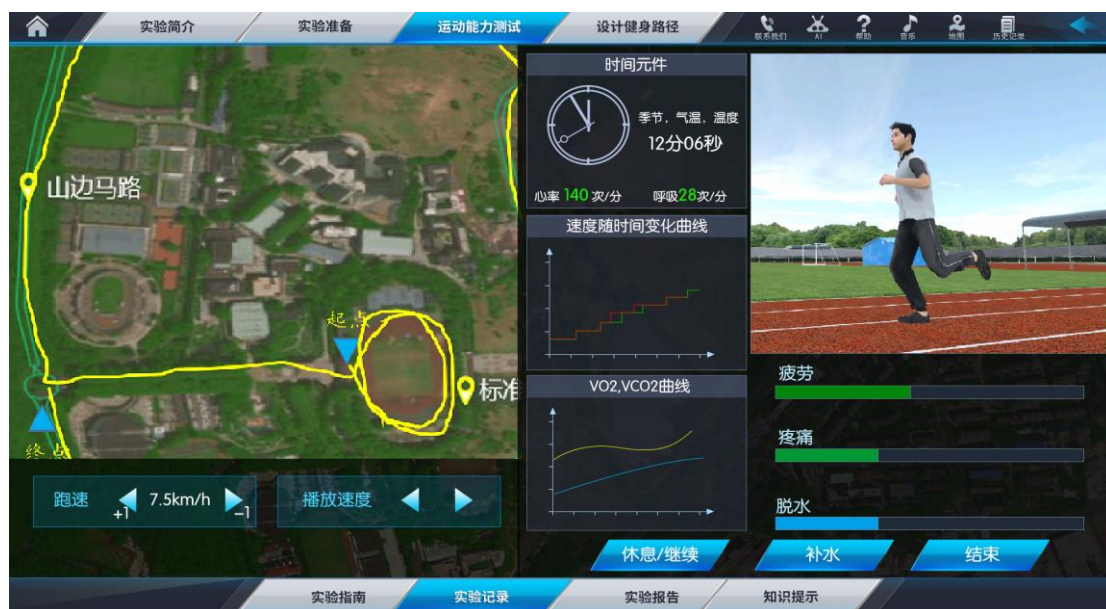 实验简介
实验准备
运动能力测试
设计健身路径
联系我们
AI
帮助
音乐
地图
历史记录
山边马路
起点
标准
终点
跑速
7.5km/h
+1
-1
播放速度
时间元件
季节，气温，温度
12分06秒
心率 140 次/分
呼吸28次/分
速度随时间变化曲线
VO2,VCO2曲线
疲劳
疼痛
脱水
休息/继续
补水
结束
实验指南
实验记录
实验报告
知识提示